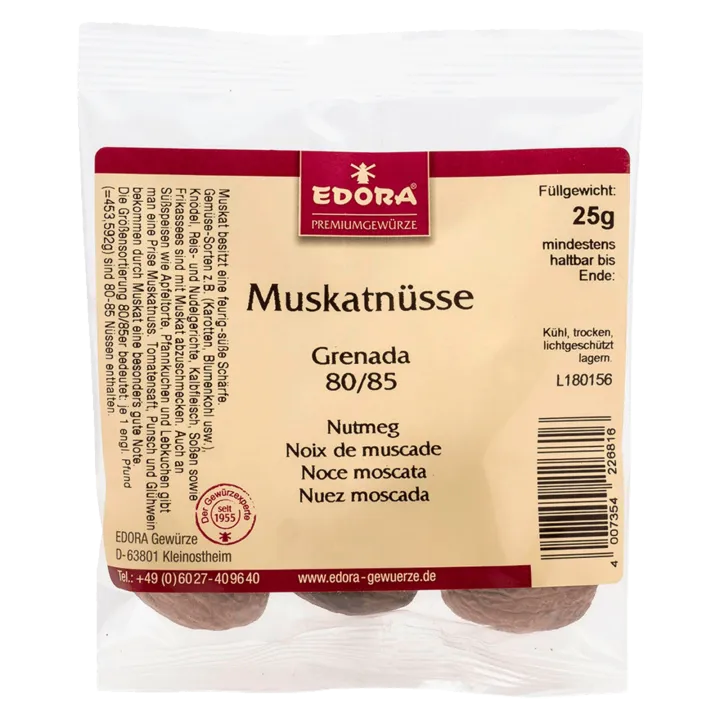 EDORA®
PREMIUMGEWÜRZE
Muskatnüsse
Grenada
80/85
Nutmeg
Noix de muscade
Noce moscata
Nuez moscada
Muskat besitzt eine feurig-süße Schärfe.
Gemüse-Sorten z.B. (Karotten, Blumenkohl usw.),
Knödel, Reis- und Nudelgerichte, Kalbfleisch, Soßen sowie
Frikassees sind mit Muskat abzuschmecken. Auch an
Süßspeisen wie Apfeltorte, Pfannkuchen und Lebkuchen gibt
man eine Prise Muskatnuss. Tomatensaft, Punsch und Glühwein
bekommen durch Muskat eine besonders gute Note.
Die Größensortierung 80/85er bedeutet: je 1 engl. Pfund
(=453,592g) sind 80-85 Nüssen enthalten.
Der Gewürzexperte
seit
1955
EDORA Gewürze
D-63801 Kleinostheim
Tel.: +49 (0)6027-409640
www.edora-gewuerze.de
Füllgewicht:
25g
mindestens
haltbar bis
Ende:
Kühl, trocken,
lichtgeschützt
lagern.
L180156
4 007354 226816